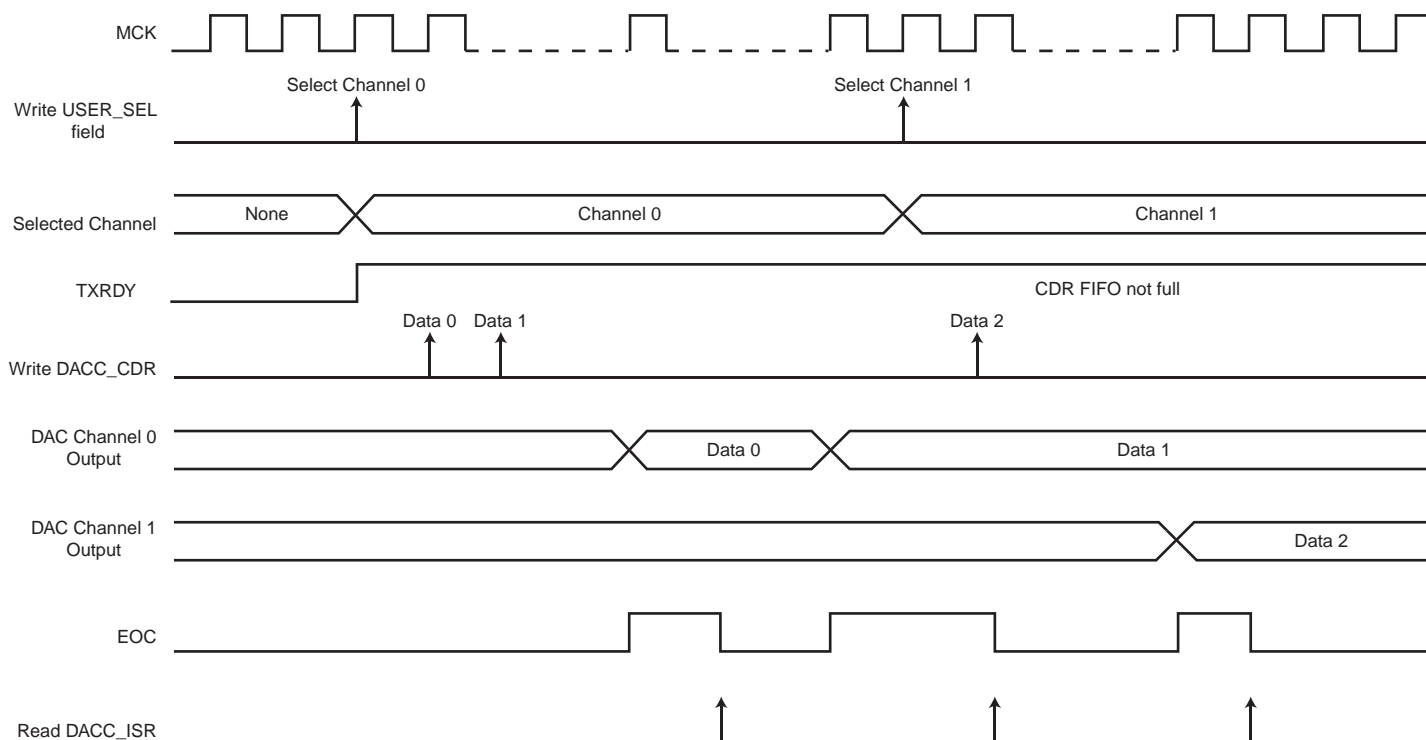 MCK
Select Channel 0
Select Channel 1
Write USER_SEL
field
Selected Channel
None
Channel 0
Channel 1
TXRDY
CDR FIFO not full
Data 0
Data 1
Data 2
Write DACC_CDR
DAC Channel 0
Output
Data 0
Data 1
DAC Channel 1
Output
Data 2
EOC
Read DACC_ISR